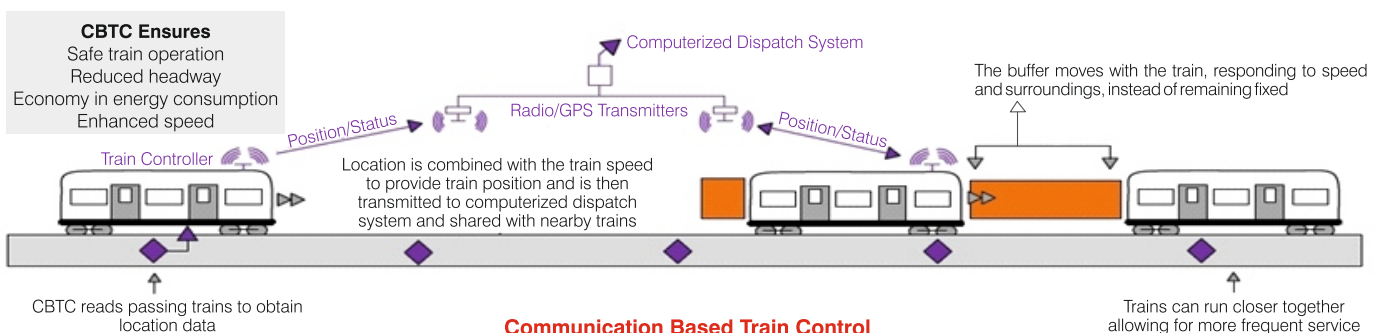 CBTC Ensures
Safe train operation
Reduced headway
Economy in energy consumption
Enhanced speed
Computerized Dispatch System
Radio/GPS Transmitters
Position/Status
Position/Status
The buffer moves with the train, responding to speed
and surroundings, instead of remaining fixed
Train Controller
Location is combined with the train speed
to provide train position and is then
transmitted to computerized dispatch
system and shared with nearby trains
CBTC reads passing trains to obtain
location data
Trains can run closer together
allowing for more frequent service
Communication Based Train Control